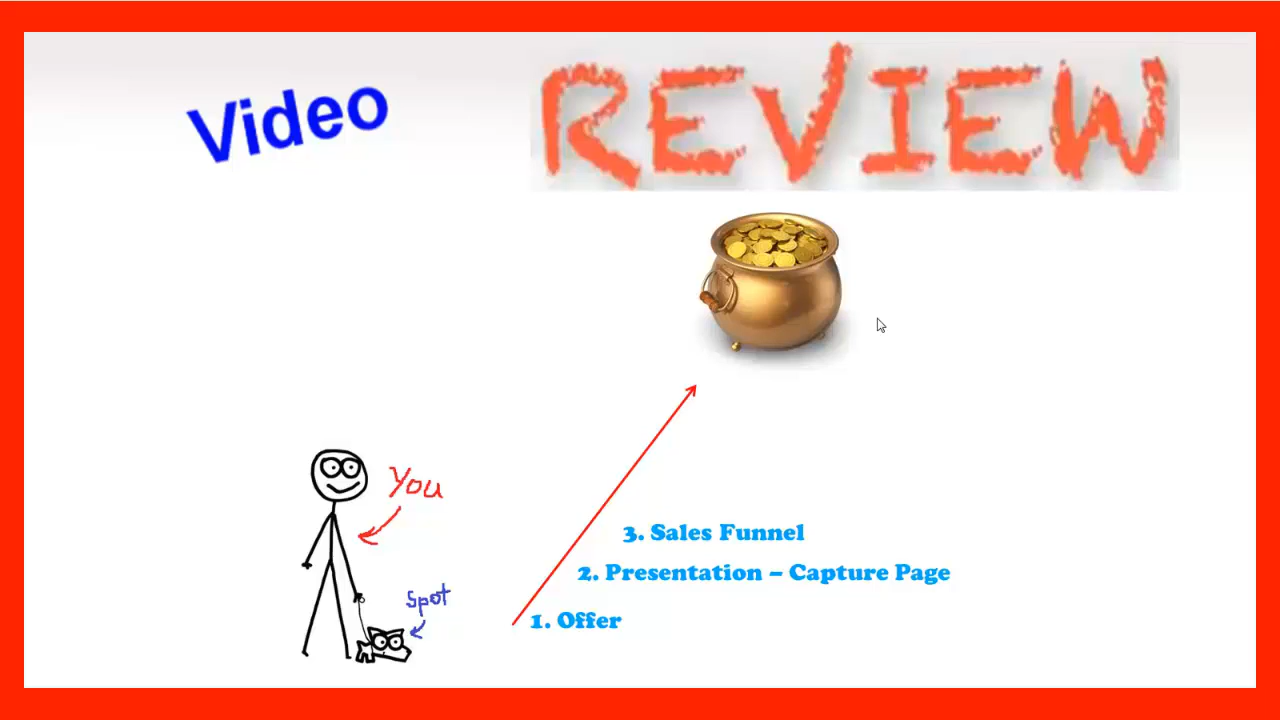 Video
REVIEW
You
Spot
3. Sales Funnel
2. Presentation – Capture Page
1. Offer